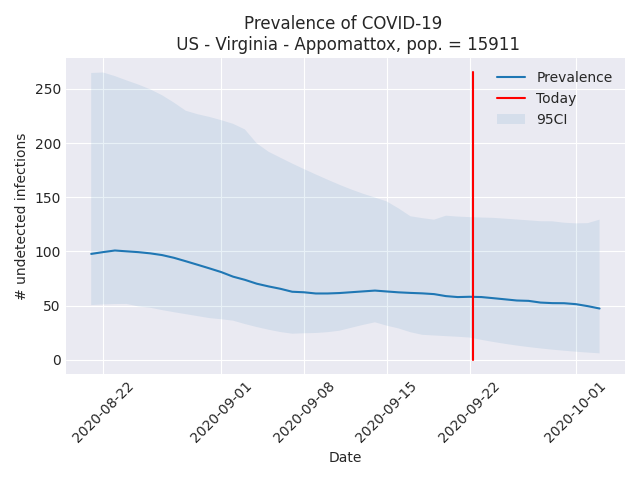 Prevalence of COVID-19
US - Virginia - Appomattox, pop. = 15911
Prevalence
Today
95CI
# undetected infections
250
200
150
100
50
0
2020-08-22
2020-09-01
2020-09-08
2020-09-15
2020-09-22
2020-10-01
Date